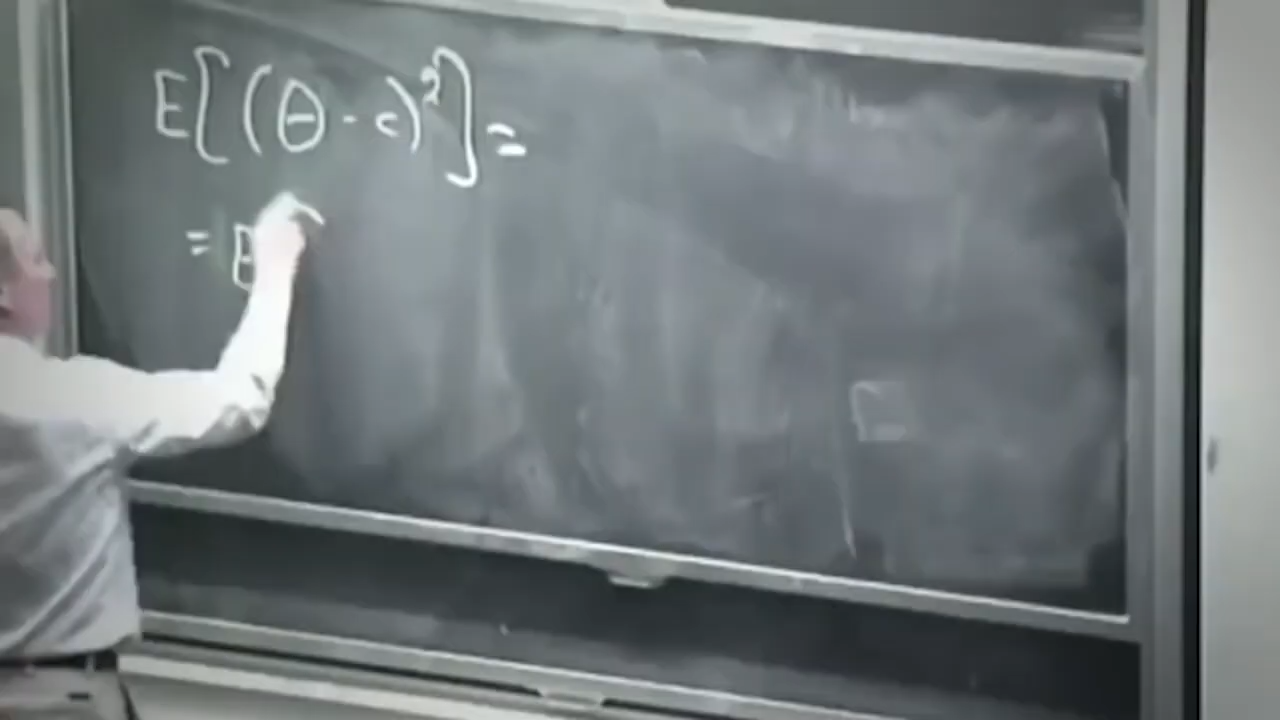 E[(θ-c)²]=
= E